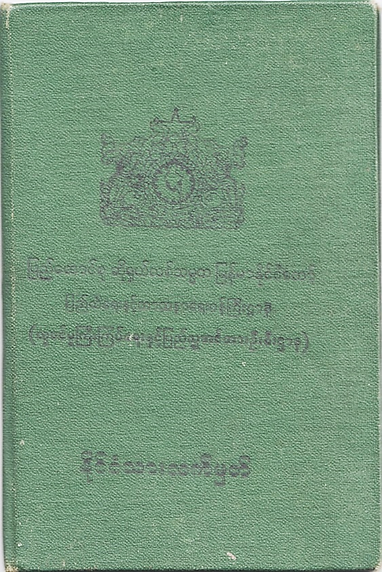 ပြည်ထောင်စု ဆိုရှယ်လစ်သမ္မတ မြန်မာနိုင်ငံတော်
ပြည်ထဲရေးနှင့်သာသနာရေးဝန်ကြီးဌာန
(လူဝင်မှုကြီးကြပ်ရေးနှင့်ပြည်သူ့အင်အားဦးစီးဌာန)
နိုင်ငံသားလက်မှတ်